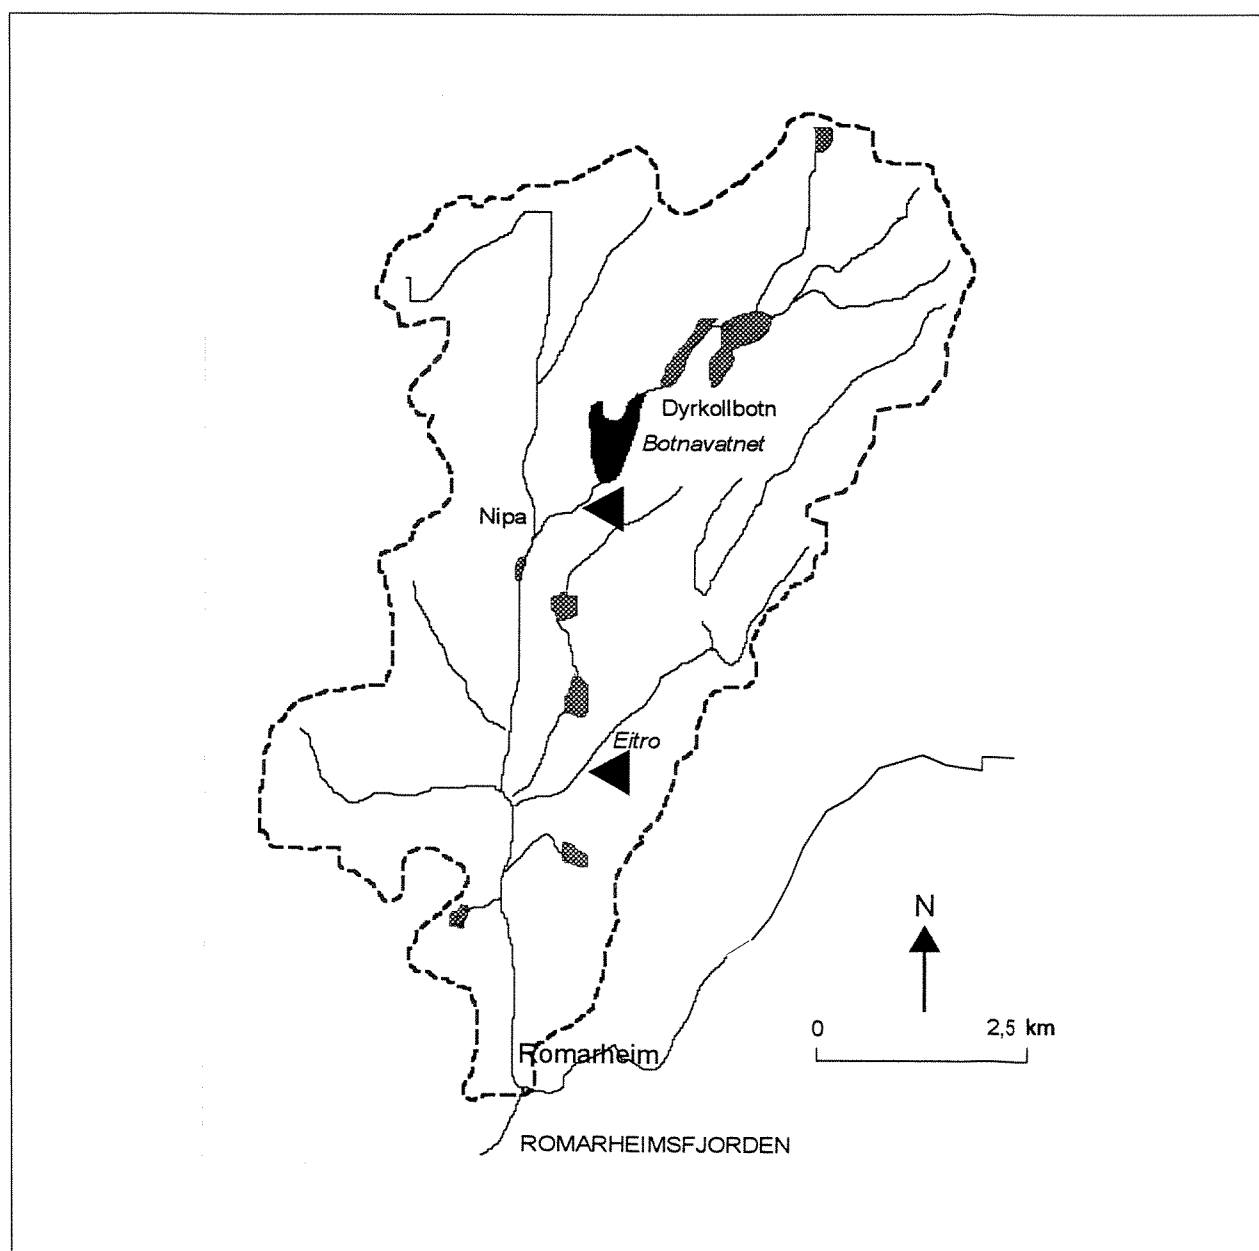 Dyrkollbotn
Botnavatnet
Nipa
Eitro
N
0 2,5 km
Romarheim
ROMARHEIMSFJORDEN